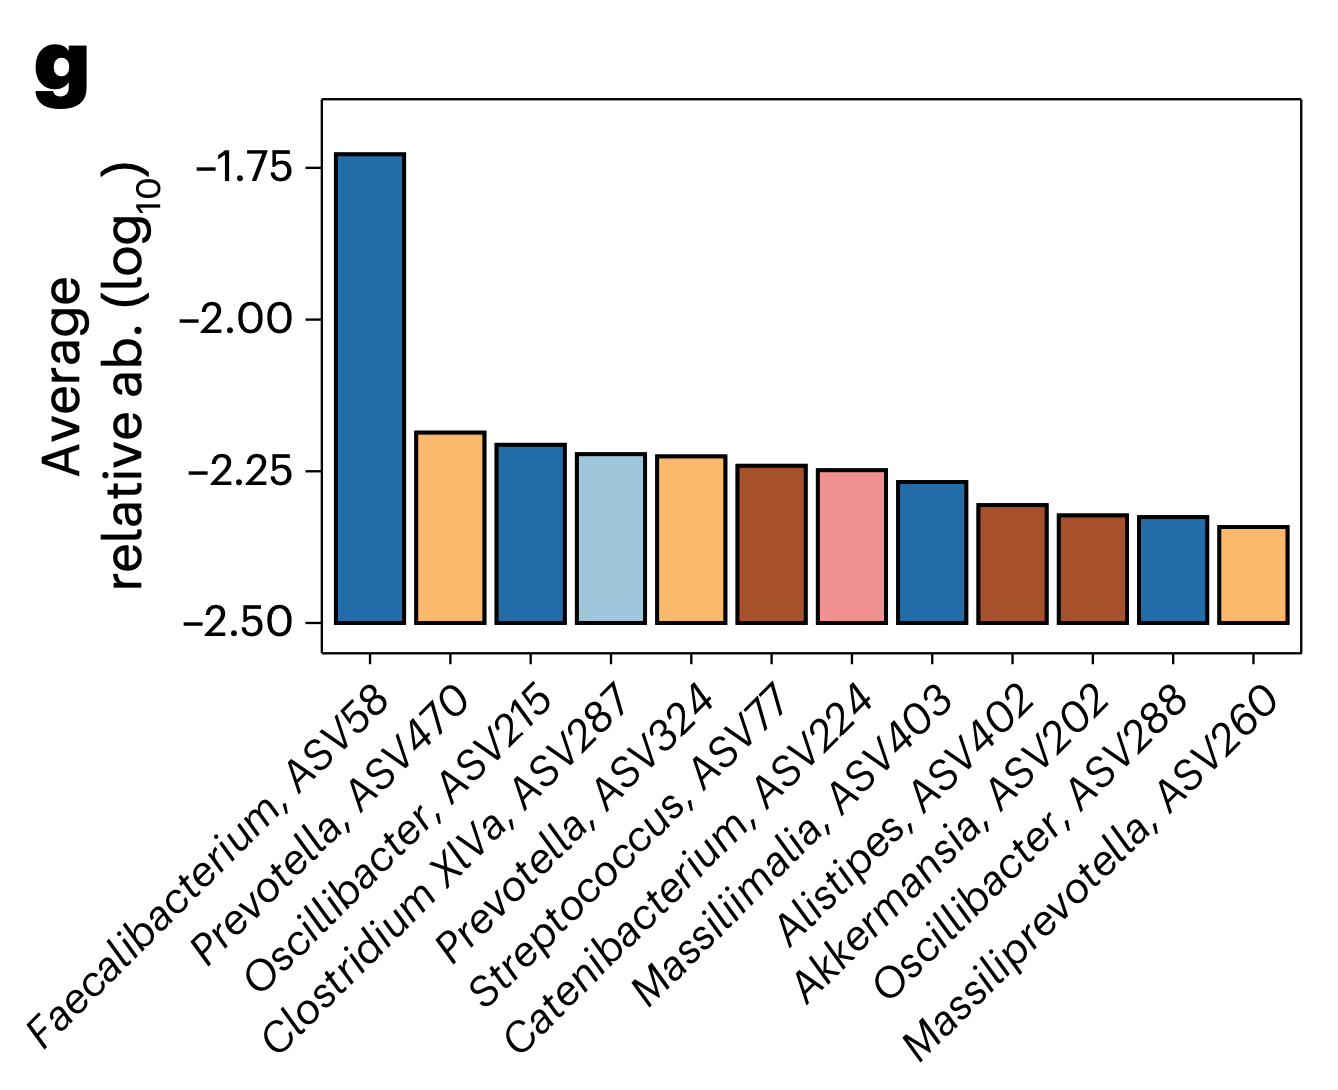 g
Average
relative ab. (log10)
–1.75
–2.00
–2.25
–2.50
Faecalibacterium, ASV58
Prevotella, ASV470
Oscillibacter, ASV215
Clostridium XIVa, ASV287
Prevotella, ASV324
Streptococcus, ASV77
Catenibacterium, ASV224
Massiliimalia, ASV403
Alistipes, ASV402
Akkermansia, ASV202
Oscillibacter, ASV288
Massiliprevotella, ASV260